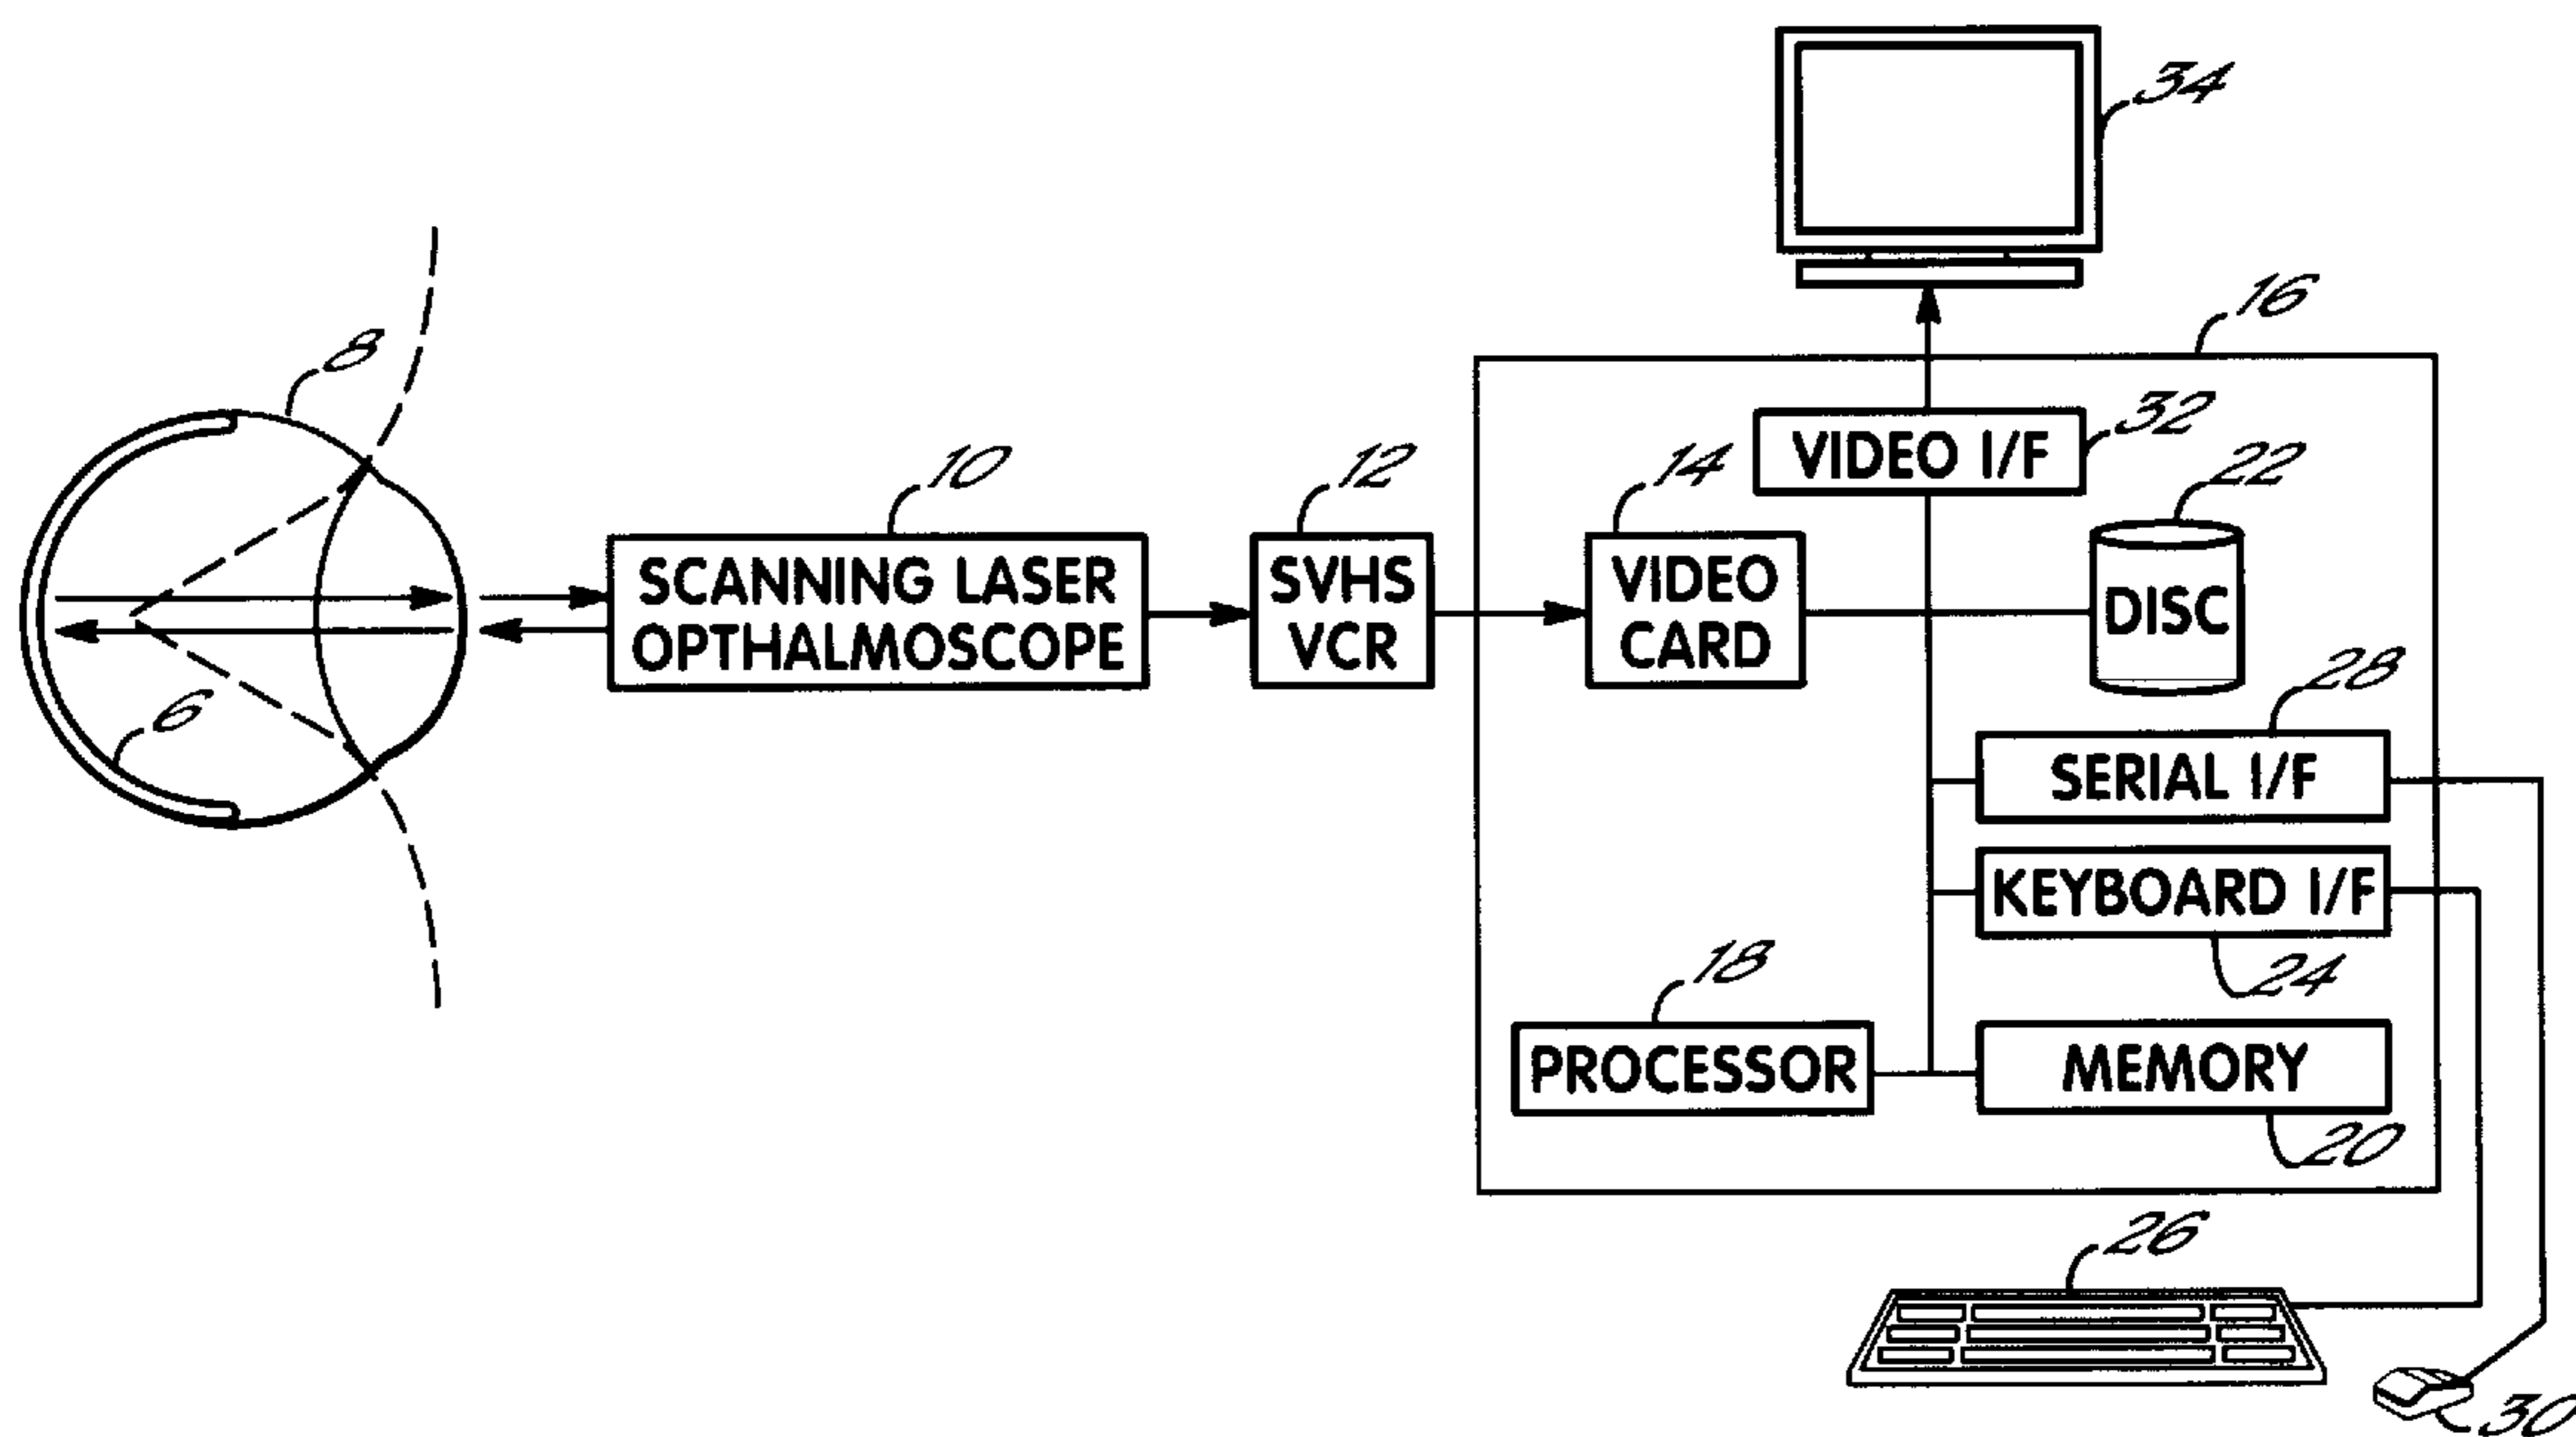 34
16
8
32
VIDEO I/F
10
12
14
22
SCANNING LASER
OPTHALMOSCOPE
SVHS
VCR
VIDEO
CARD
DISC
28
6
SERIAL I/F
KEYBOARD I/F
18
24
PROCESSOR
MEMORY
20
26
30